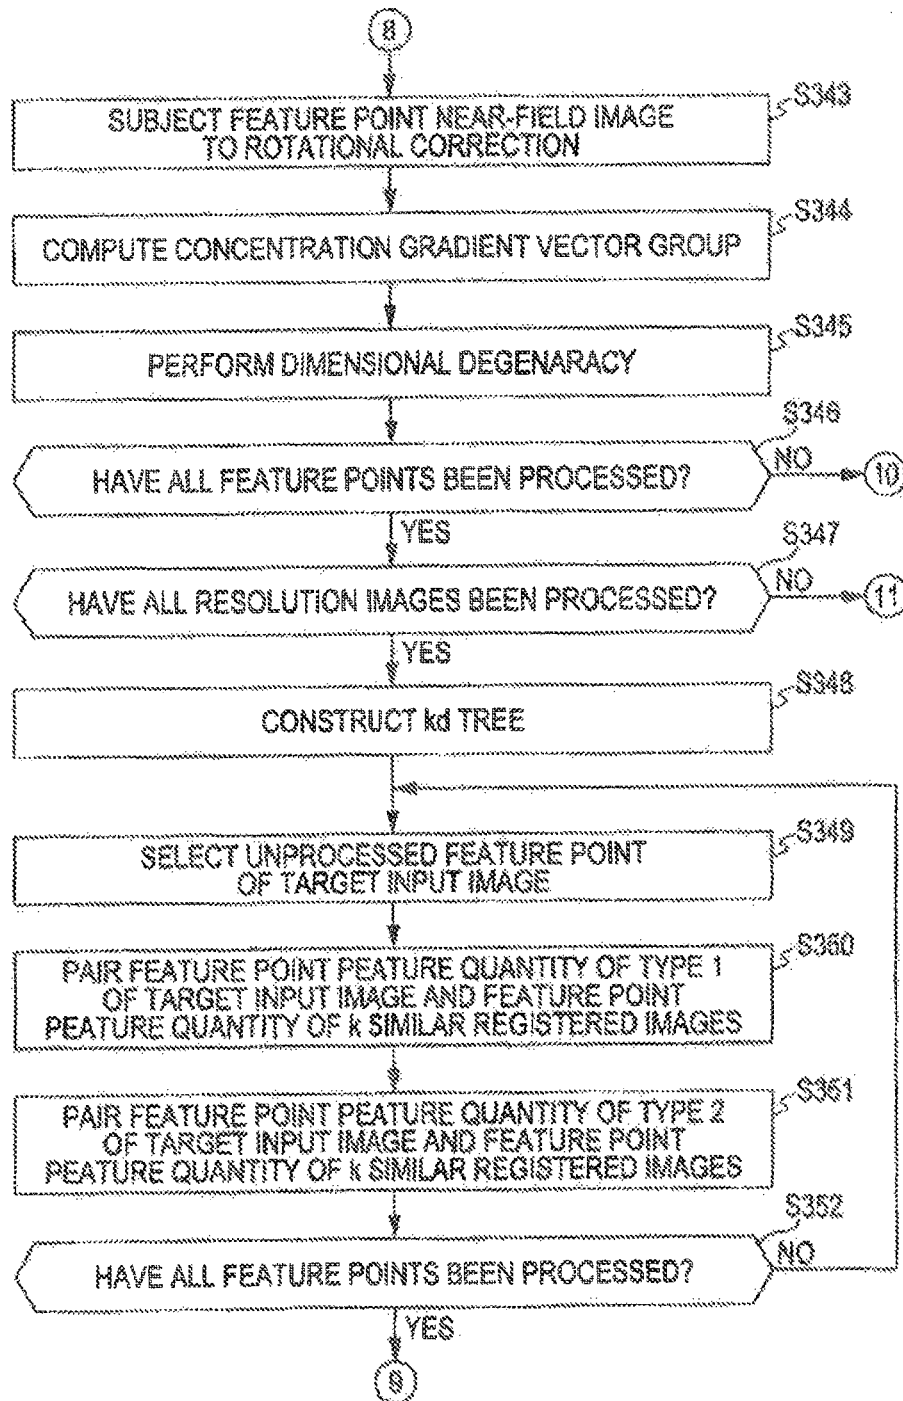 8
S343
SUBJECT FEATURE POINT NEAR-FIELD IMAGE
TO ROTATIONAL CORRECTION
S344
COMPUTE CONCENTRATION GRADIENT VECTOR GROUP
S345
PERFORM DIMENSIONAL DEGENARACY
S346
HAVE ALL FEATURE POINTS BEEN PROCESSED?
NO
10
YES
S347
HAVE ALL RESOLUTION IMAGES BEEN PROCESSED?
NO
11
YES
S348
CONSTRUCT kd TREE
S349
SELECT UNPROCESSED FEATURE POINT
OF TARGET INPUT IMAGE
S350
PAIR FEATURE POINT PEATURE QUANTITY OF TYPE 1
OF TARGET INPUT IMAGE AND FEATURE POINT
PEATURE QUANTITY OF k SIMILAR REGISTERED IMAGES
S351
PAIR FEATURE POINT PEATURE QUANTITY OF TYPE 2
OF TARGET INPUT IMAGE AND FEATURE POINT
PEATURE QUANTITY OF k SIMILAR REGISTERED IMAGES
S352
HAVE ALL FEATURE POINTS BEEN PROCESSED?
NO
YES
9